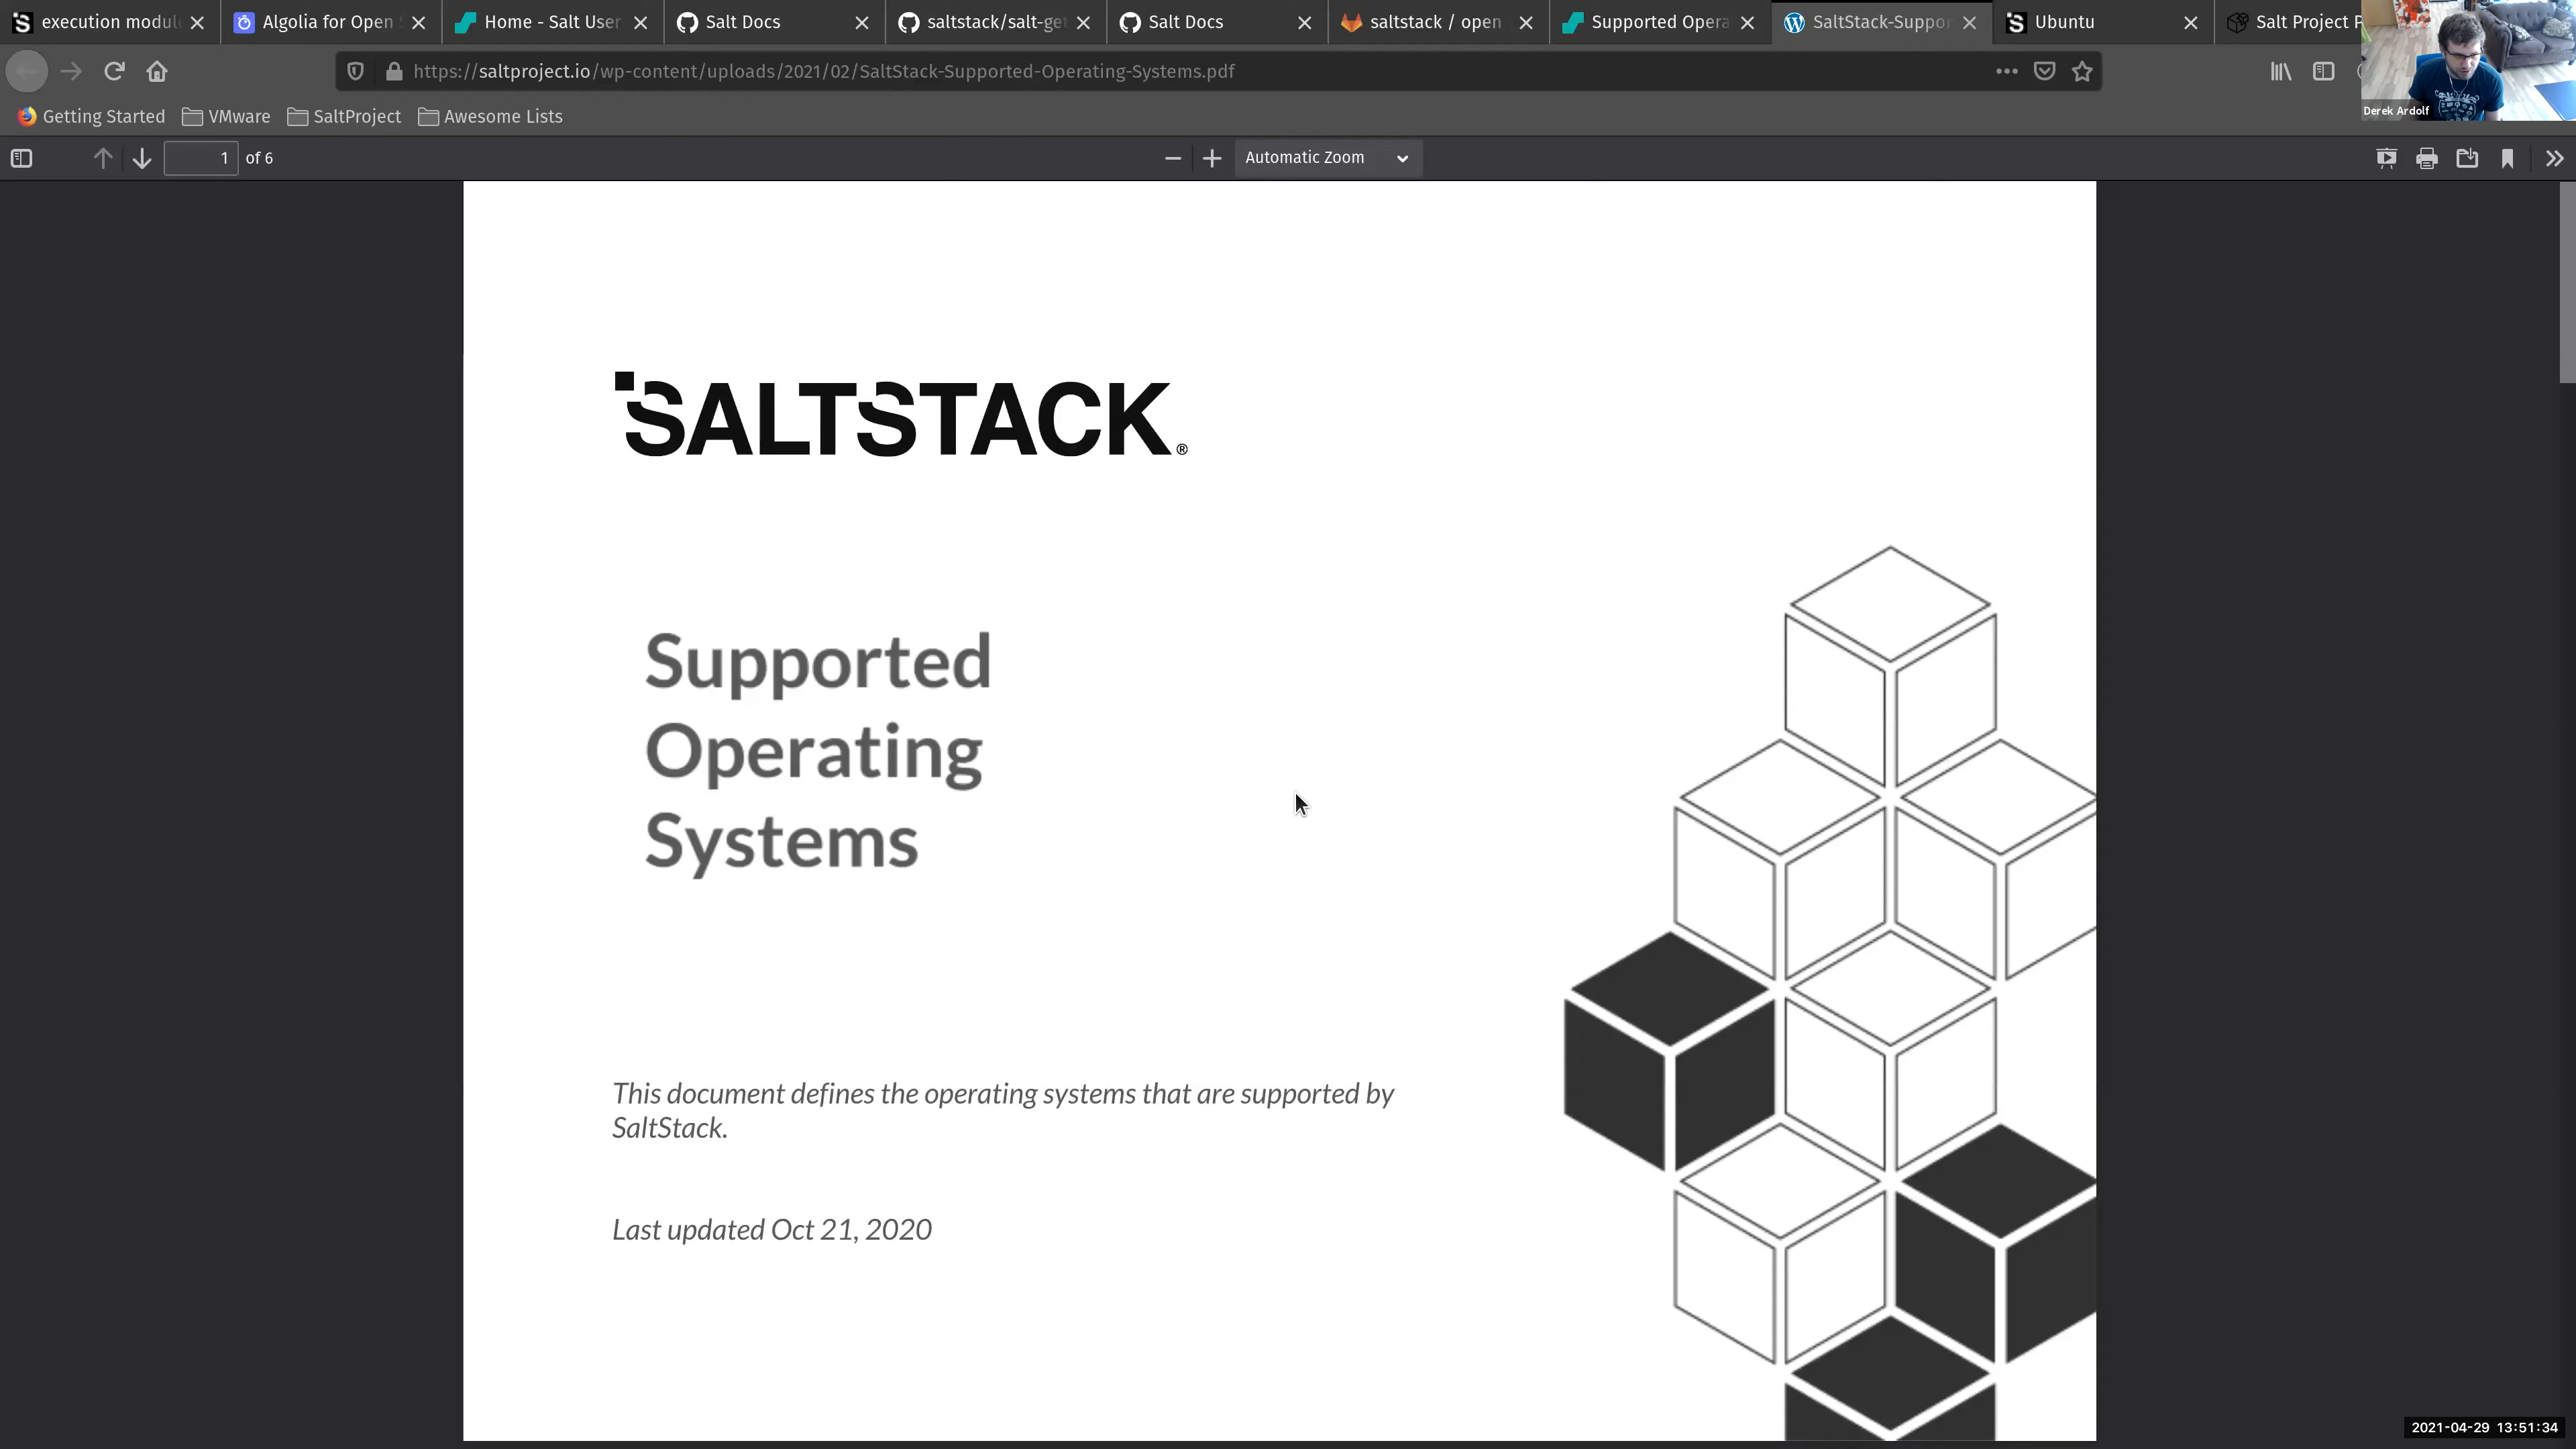 execution modul
Algolia for Open
Home - Salt User
Salt Docs
saltstack/salt-ge
Salt Docs
saltstack / open
Supported Opera
SaltStack-Suppor
Ubuntu
Salt Project P
https://saltproject.io/wp-content/uploads/2021/02/SaltStack-Supported-Operating-Systems.pdf
Derek Ardolf
Getting Started
VMware
SaltProject
Awesome Lists
1 of 6
Automatic Zoom
SALTSTACK®
Supported
Operating
Systems
This document defines the operating systems that are supported by
SaltStack.
Last updated Oct 21, 2020
2021-04-29 13:51:34